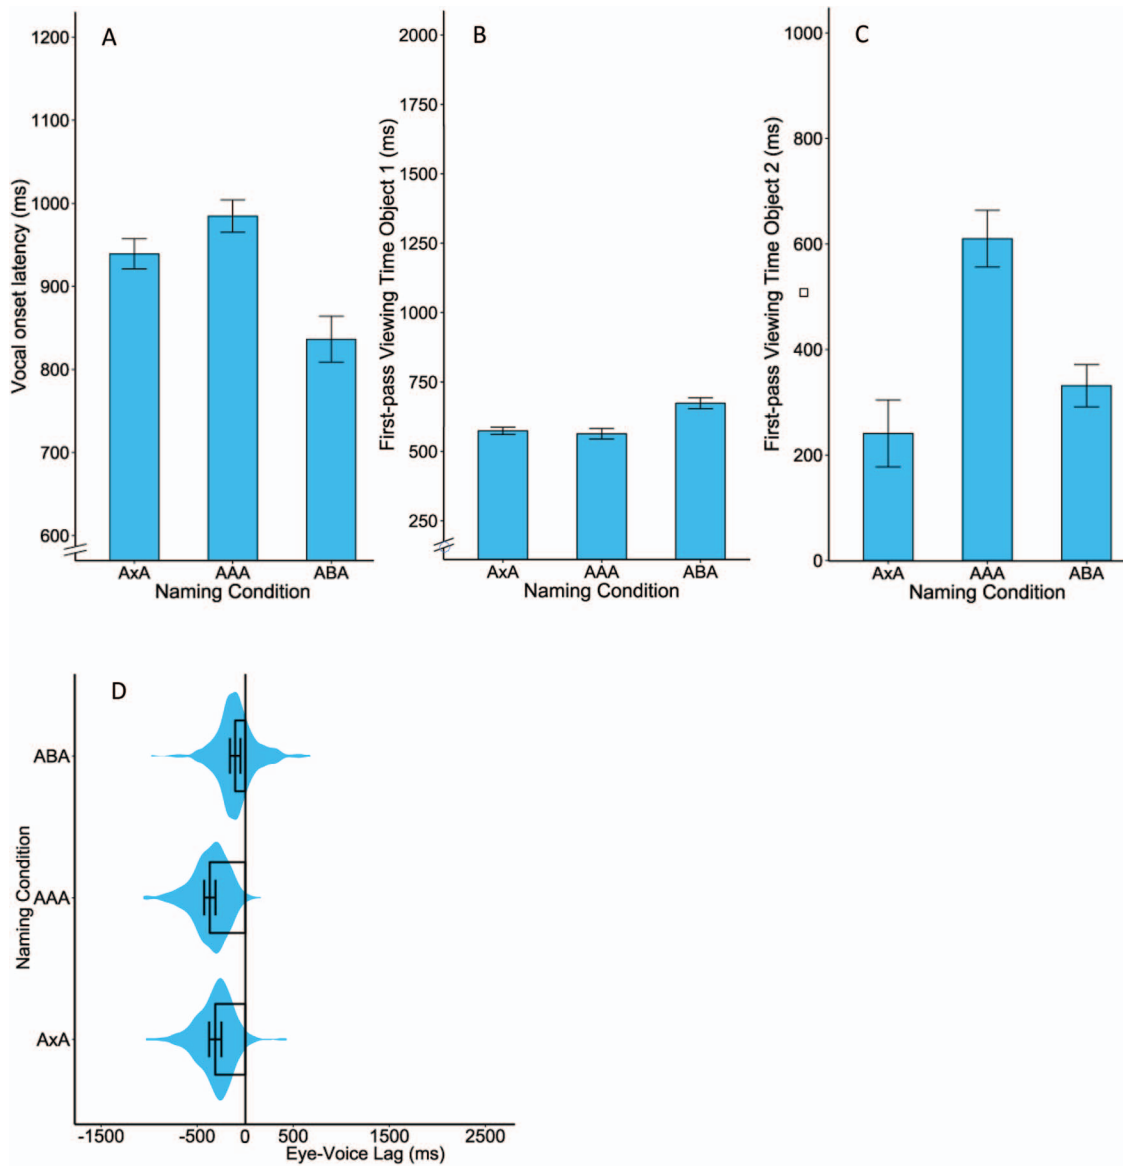 A
1200
1100
1000
900
800
700
600
Vocal onset latency (ms)
AxA AAA ABA
Naming Condition
B
2000
1750
1500
1250
1000
750
500
250
First-pass Viewing Time Object 1 (ms)
AxA AAA ABA
Naming Condition
C
1000
800
600
400
200
0
First-pass Viewing Time Object 2 (ms)
AxA AAA ABA
Naming Condition
D
Naming Condition
ABA
AAA
AxA
-1500 -500 0 500 1500 2500
Eye-Voice Lag (ms)